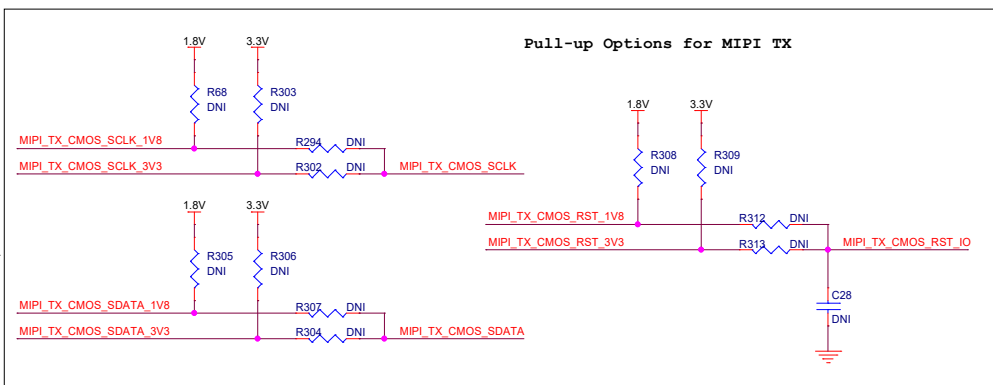 Pull-up Options for MIPI TX
1.8V 3.3V
R68 DNI
R303 DNI
MIPI_TX_CMOS_SCLK_1V8
R294 DNI
MIPI_TX_CMOS_SCLK_3V3
R302 DNI
MIPI_TX_CMOS_SCLK
1.8V 3.3V
R305 DNI
R306 DNI
MIPI_TX_CMOS_SDATA_1V8
R307 DNI
MIPI_TX_CMOS_SDATA_3V3
R304 DNI
MIPI_TX_CMOS_SDATA
1.8V 3.3V
R308 DNI
R309 DNI
MIPI_TX_CMOS_RST_1V8
R312 DNI
MIPI_TX_CMOS_RST_3V3
R313 DNI
MIPI_TX_CMOS_RST_IO
C28
DNI